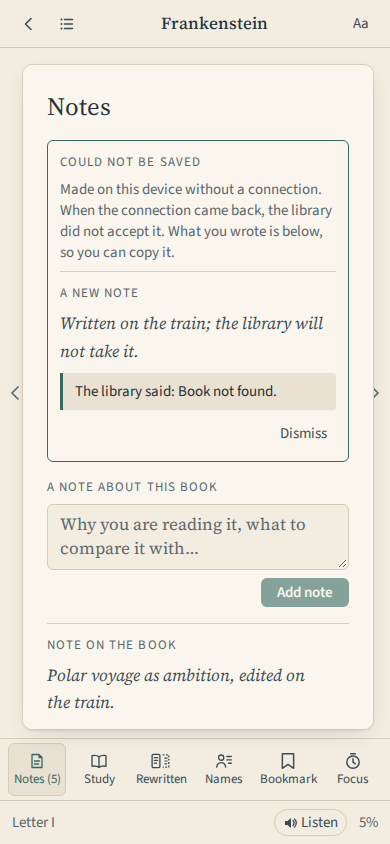 Frankenstein
Aa
Notes
COULD NOT BE SAVED
Made on this device without a connection.
When the connection came back, the library
did not accept it. What you wrote is below,
so you can copy it.
A NEW NOTE
Written on the train; the library will
not take it.
The library said: Book not found.
Dismiss
A NOTE ABOUT THIS BOOK
Why you are reading it, what to
compare it with...
Add note
NOTE ON THE BOOK
Polar voyage as ambition, edited on
the train.
Notes (5)
Study
Rewritten
Names
Bookmark
Focus
Letter I
Listen
5%